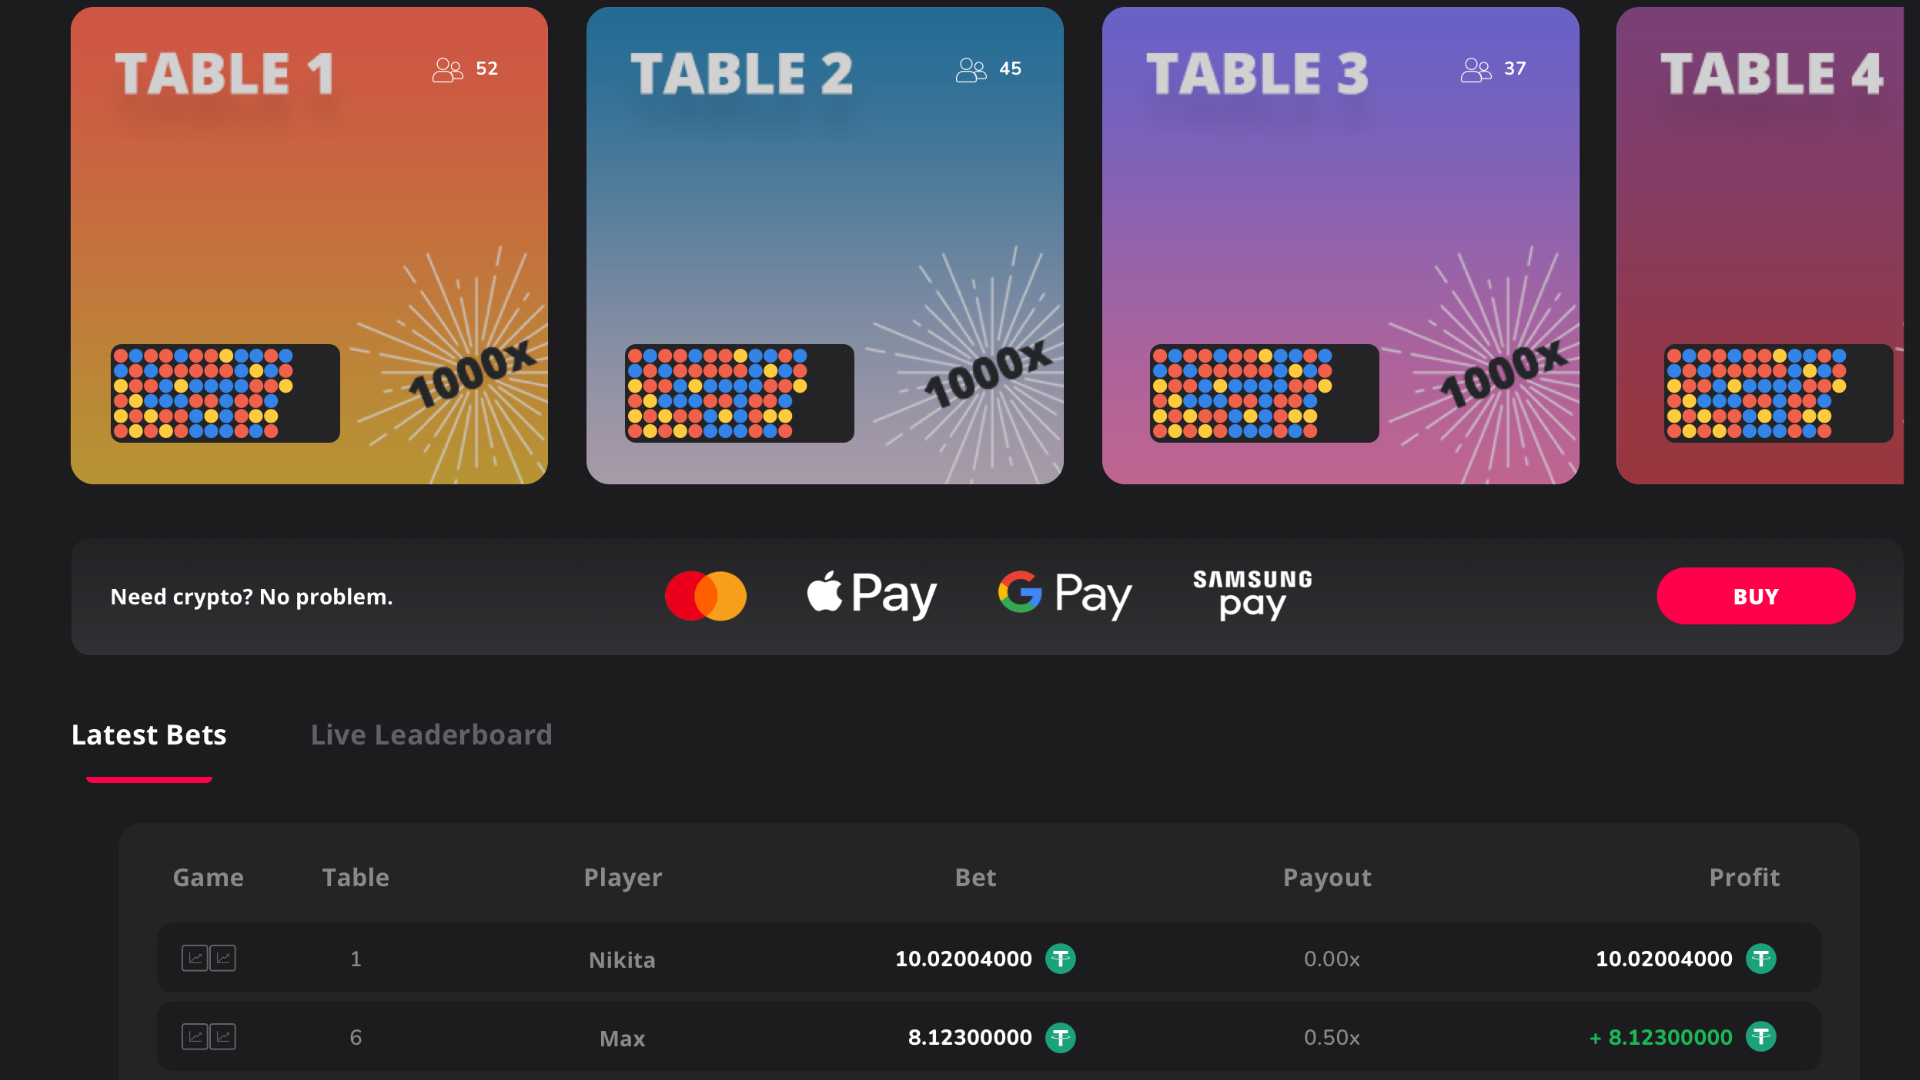 TABLE 1
52
1000x
TABLE 2
45
1000x
TABLE 3
37
1000x
TABLE 4
Need crypto? No problem.
Pay
G Pay
SAMSUNG
pay
BUY
Latest Bets
Live Leaderboard
Game Table Player Bet Payout Profit
1 Nikita 10.02004000 0.00x 10.02004000
6 Max 8.12300000 0.50x + 8.12300000